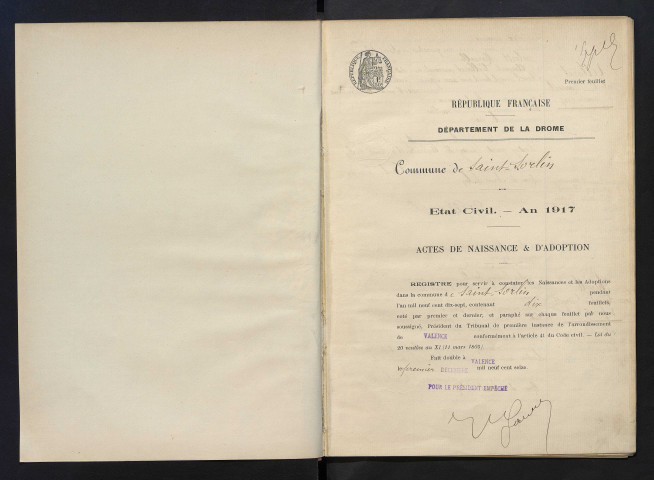 Premier feuillet
RÉPUBLIQUE FRANÇAISE
DÉPARTEMENT DE LA DROME
Commune de Saint-Sorlin
Etat Civil. — An 1917
ACTES DE NAISSANCE & D'ADOPTION
REGISTRE pour servir à constater les Naissances et les Adoptions
dans la commune d Saint-Sorlin pendant
l'an mil neuf cent dix-sept, contenant dix feuillets,
coté par premier et dernier, et paraphé sur chaque feuillet par nous
soussigné, Président du Tribunal de première instance de l'arrondissement
de VALENCE conformément à l'article 41 du Code civil. — Loi du
20 ventôse an XI (11 mars 1803).
Fait double à VALENCE
le premier DÉCEMBRE mil neuf cent seize.
POUR LE PRÉSIDENT EMPÊCHÉ